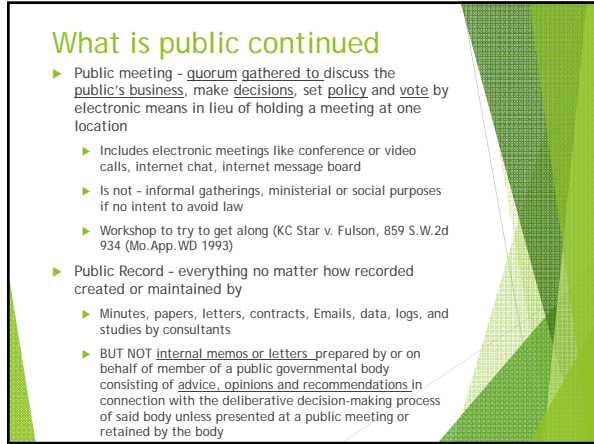 What is public continued
Public meeting - quorum gathered to discuss the
public's business, make decisions, set policy and vote by
electronic means in lieu of holding a meeting at one
location
Includes electronic meetings like conference or video
calls, internet chat, internet message board
Is not - informal gatherings, ministerial or social purposes
if no intent to avoid law
Workshop to try to get along (KC Star v. Fulson, 859 S.W.2d
934 (Mo.App.WD 1993)
Public Record - everything no matter how recorded
created or maintained by
Minutes, papers, letters, contracts, Emails, data, logs, and
studies by consultants
BUT NOT internal memos or letters prepared by or on
behalf of member of a public governmental body
consisting of advice, opinions and recommendations in
connection with the deliberative decision-making process
of said body unless presented at a public meeting or
retained by the body